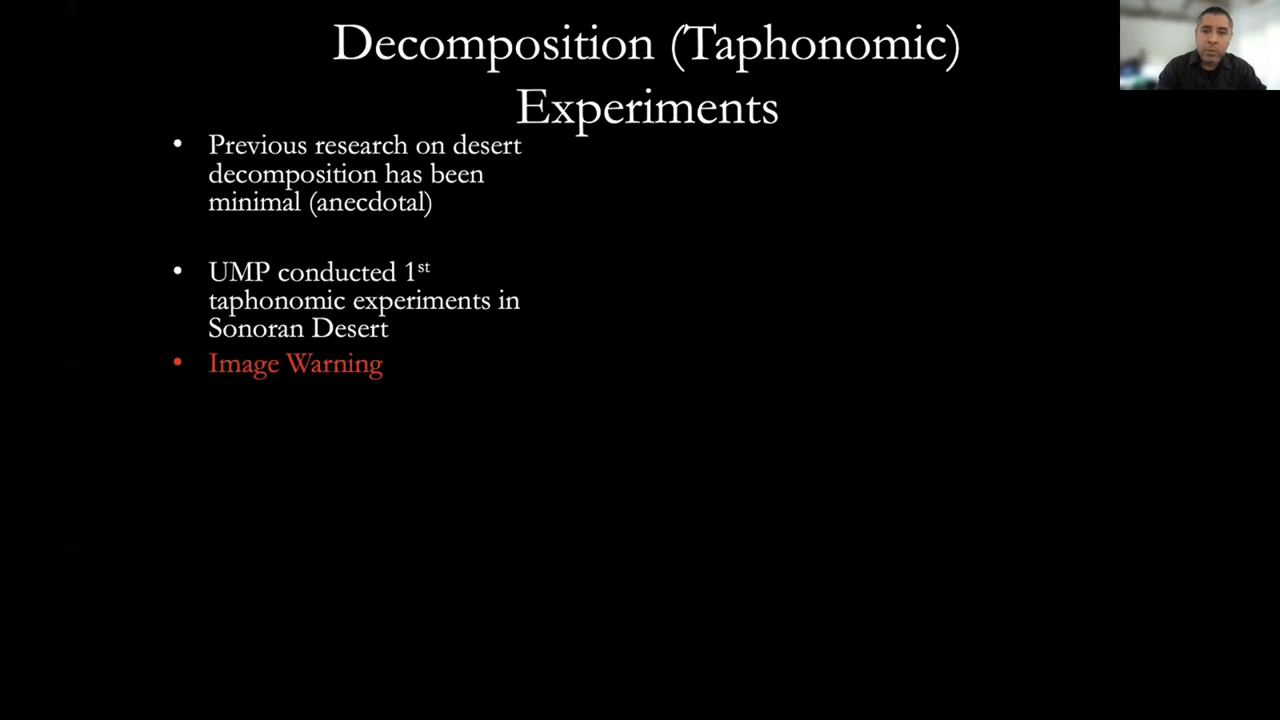 Decomposition (Taphonomic)
Experiments
• Previous research on desert
decomposition has been
minimal (anecdotal)
• UMP conducted 1st
taphonomic experiments in
Sonoran Desert
• Image Warning